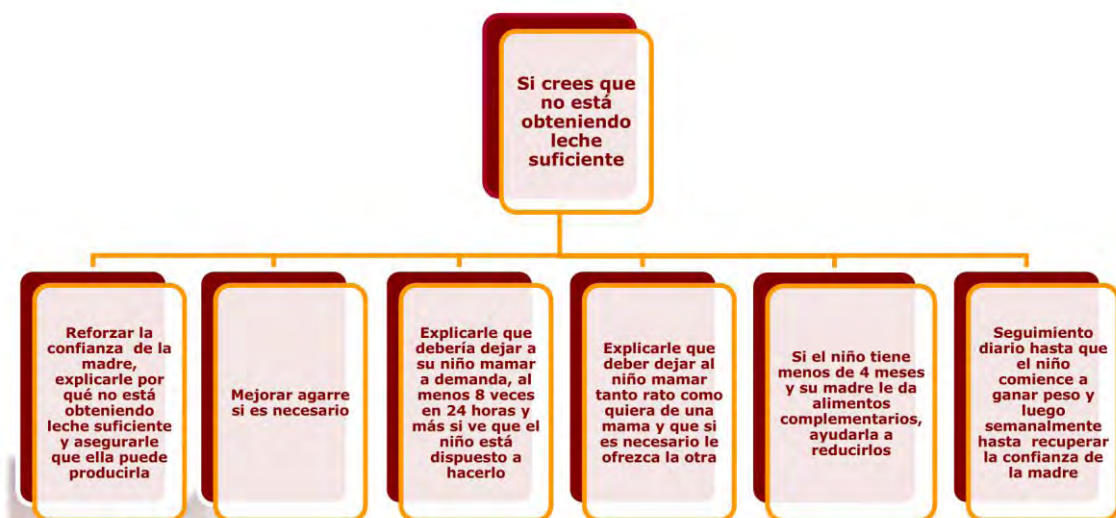 Si crees que
no está
obteniendo
leche
suficiente
Reforzar la
confianza de la
madre,
explicarle por
qué no está
obteniendo
leche suficiente
y asegurarle
que ella puede
producirla
Mejorar agarre
si es necesario
Explicarle que
debería dejar a
su niño mamar
a demanda, al
menos 8 veces
en 24 horas y
más si ve que el
niño está
dispuesto a
hacerlo
Explicarle que
deber dejar al
niño mamar
tanto rato como
quiera de una
mama y que si
es necesario le
ofrezca la otra
Si el niño tiene
menos de 4 meses
y su madre le da
alimentos
complementarios,
ayudarla a
reducirlos
Seguimiento
diario hasta que
el niño
comience a
ganar peso y
luego
semanalmente
hasta recuperar
la confianza de
la madre